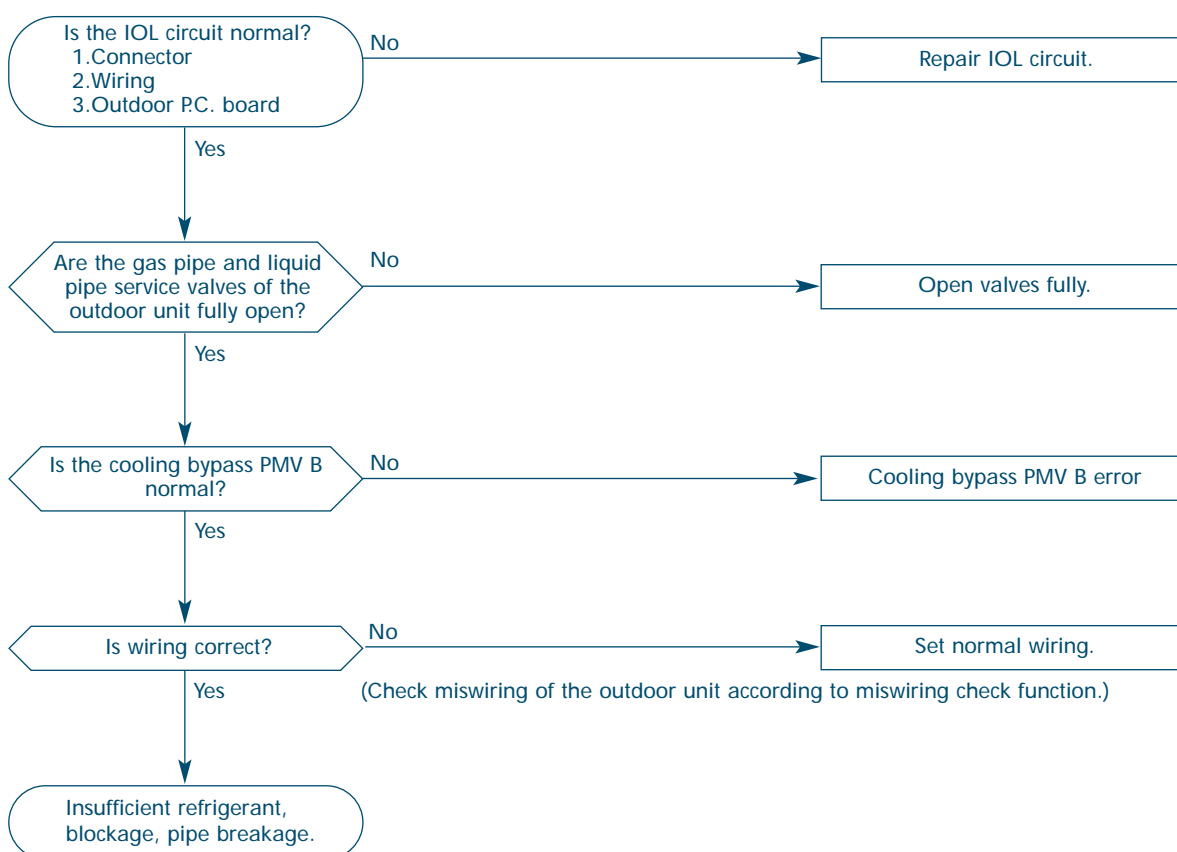 Is the IOL circuit normal?
1.Connector
2.Wiring
3.Outdoor P.C. board
No
Repair IOL circuit.
Yes
Are the gas pipe and liquid
pipe service valves of the
outdoor unit fully open?
No
Open valves fully.
Yes
Is the cooling bypass PMV B
normal?
No
Cooling bypass PMV B error
Yes
Is wiring correct?
No
Set normal wiring.
Yes
(Check miswiring of the outdoor unit according to miswiring check function.)
Insufficient refrigerant,
blockage, pipe breakage.